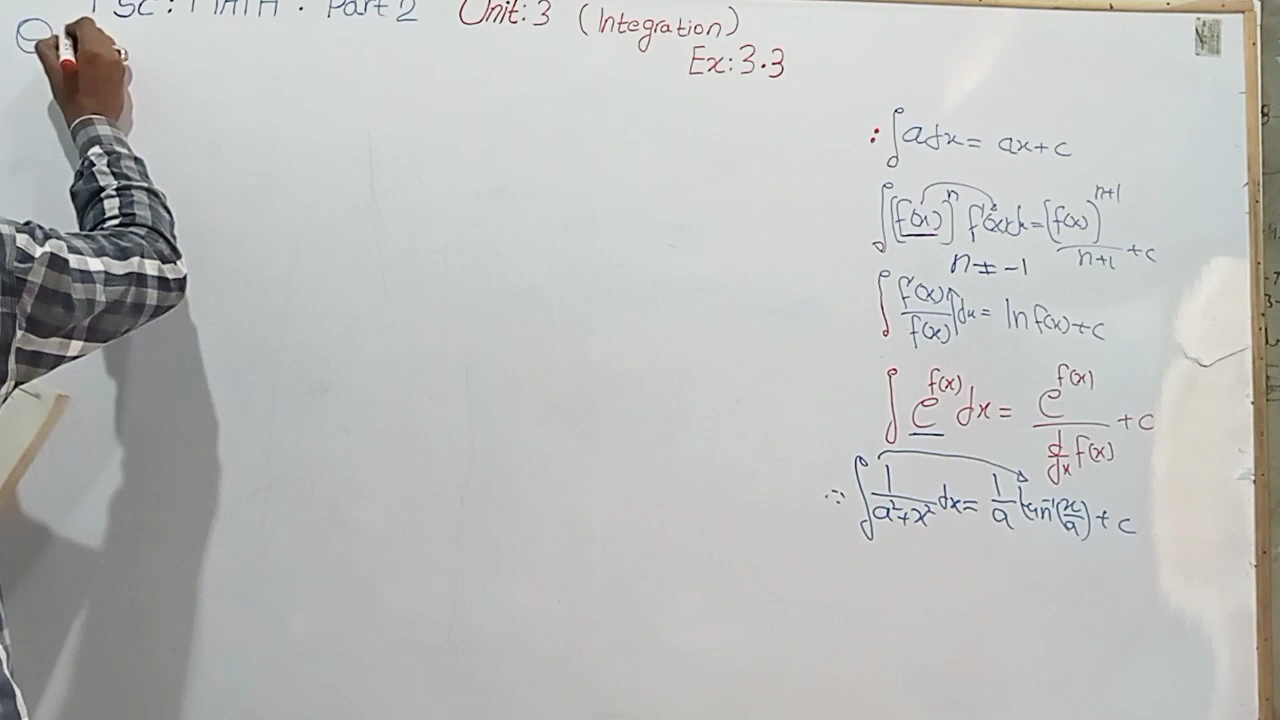 FSC: MATH: Part 2 Unit: 3 (Integration)
Ex: 3.3
Q
: ∫ a dx = ax + c
∫ [f(x)]^n f'(x) dx = [f(x)]^{n+1} / n+1 + c
n ≠ -1
∫ f'(x)/f(x) dx = ln f(x) + c
∫ e^{f(x)} dx = e^{f(x)} / d/dx f(x) + c
∴ ∫ 1/a²+x² dx = 1/a tan⁻¹(x/a) + c